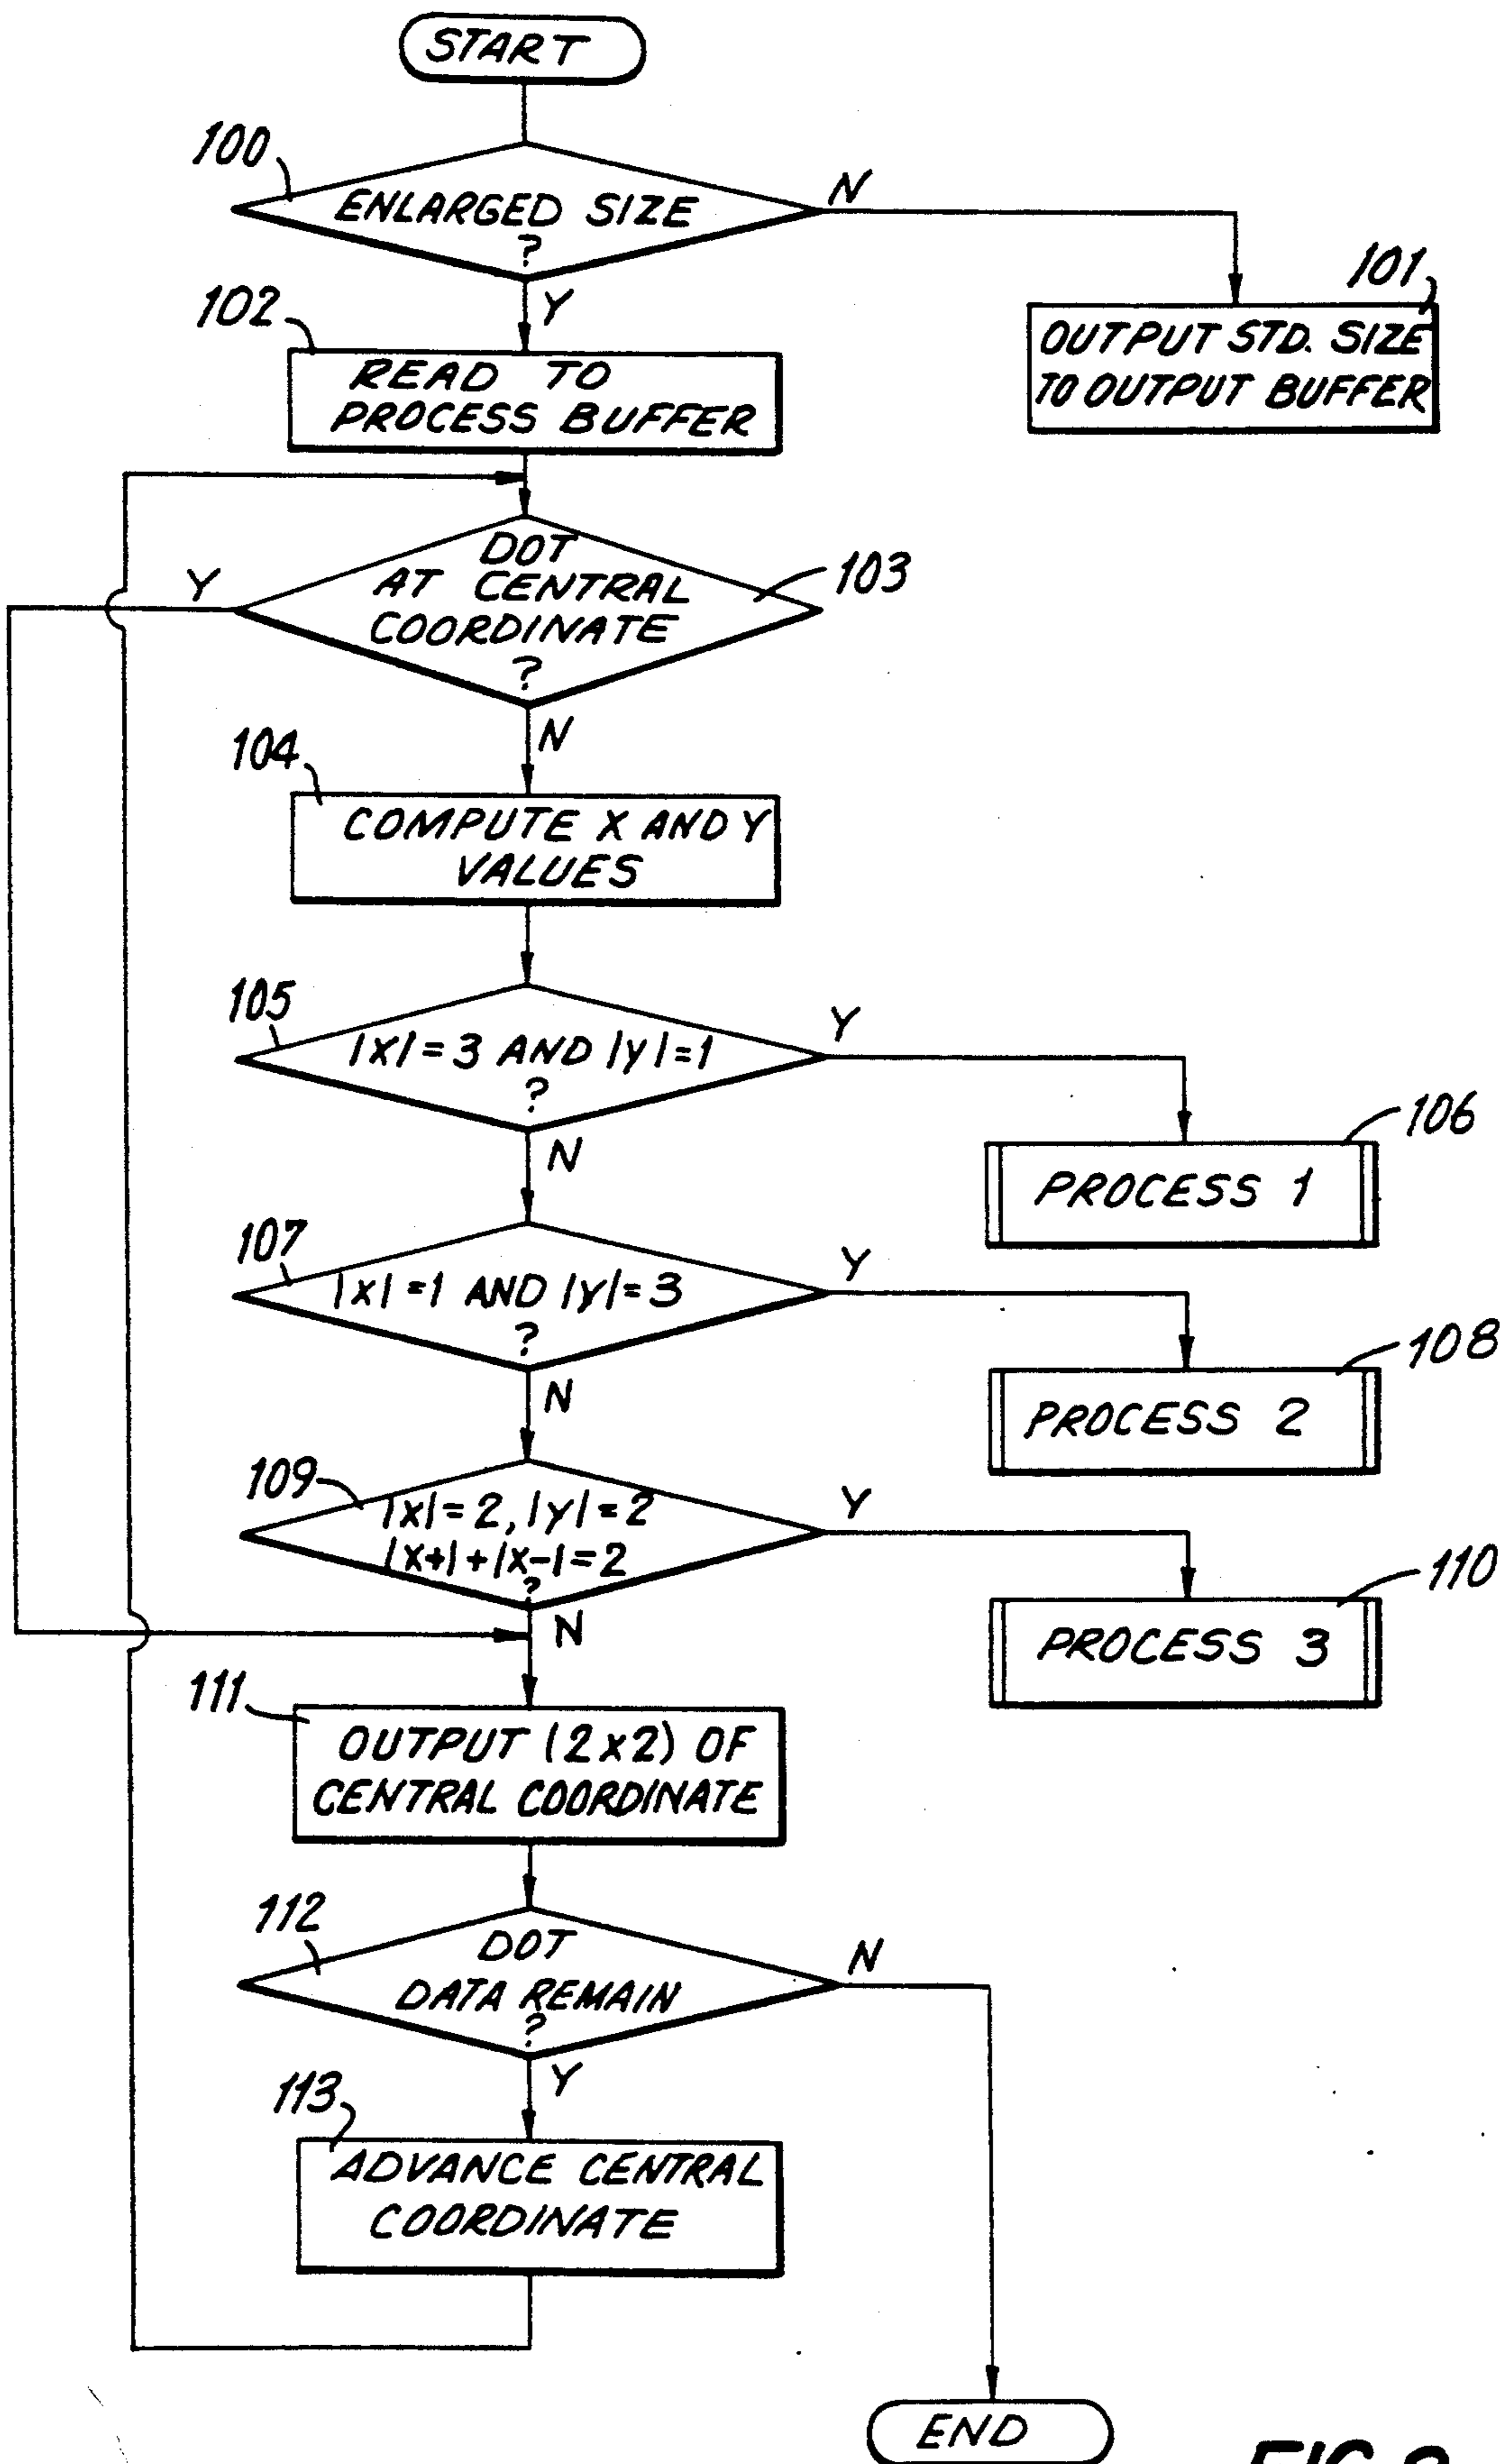 START
100
ENLARGED SIZE
?
N
Y
101
OUTPUT STD. SIZE
TO OUTPUT BUFFER
102
READ TO
PROCESS BUFFER
DOT
AT CENTRAL
COORDINATE
?
103
Y
N
104
COMPUTE X AND Y
VALUES
105
|X|=3 AND |Y|=1
?
Y
N
106
PROCESS 1
107
|X|=1 AND |Y|=3
?
Y
N
108
PROCESS 2
109
|X|=2, |Y|=2
|X+|+|X-|=2
?
Y
N
110
PROCESS 3
111
OUTPUT (2x2) OF
CENTRAL COORDINATE
112
DOT
DATA REMAIN
?
N
Y
113
ADVANCE CENTRAL
COORDINATE
END